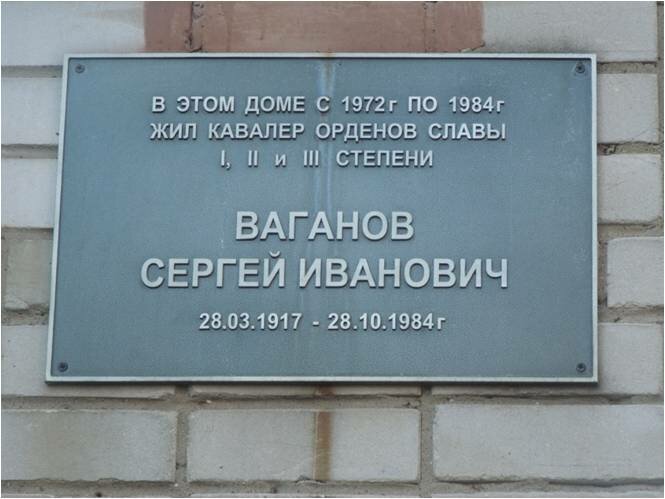 В ЭТОМ ДОМЕ С 1972г ПО 1984г
ЖИЛ КАВАЛЕР ОРДЕНОВ СЛАВЫ
I, II и III СТЕПЕНИ
ВАГАНОВ
СЕРГЕЙ ИВАНОВИЧ
28.03.1917 - 28.10.1984г